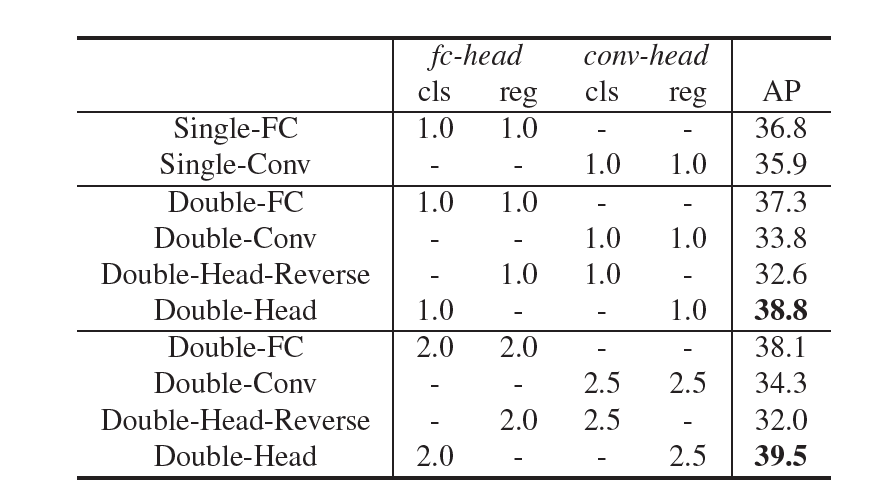 fc-head conv-head
cls reg cls reg AP
Single-FC 1.0 1.0 - - 36.8
Single-Conv - - 1.0 1.0 35.9
Double-FC 1.0 1.0 - - 37.3
Double-Conv - - 1.0 1.0 33.8
Double-Head-Reverse - 1.0 1.0 - 32.6
Double-Head 1.0 - - 1.0 38.8
Double-FC 2.0 2.0 - - 38.1
Double-Conv - - 2.5 2.5 34.3
Double-Head-Reverse - 2.0 2.5 - 32.0
Double-Head 2.0 - - 2.5 39.5